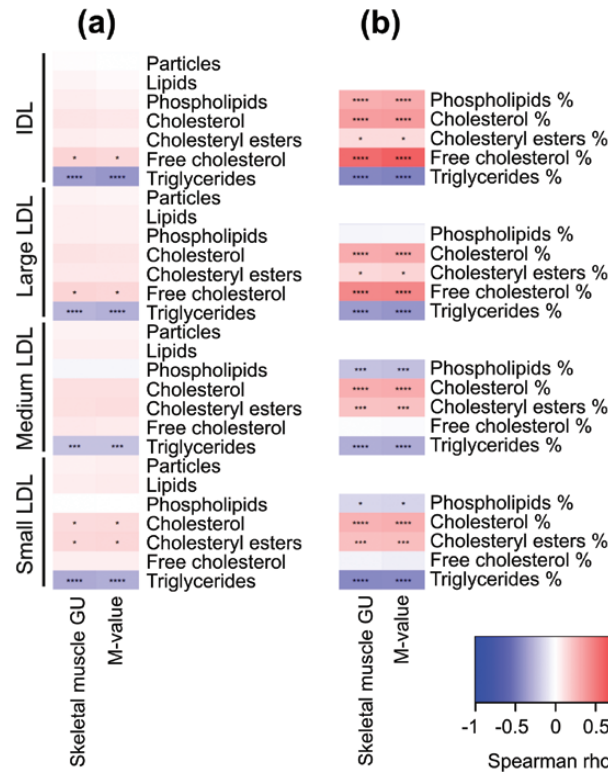 (a) (b)
IDL
Particles
Lipids
Phospholipids
Cholesterol
Cholesteryl esters
* * Free cholesterol
**** **** Triglycerides
Large LDL
Particles
Lipids
Phospholipids
Cholesterol
Cholesteryl esters
* * Free cholesterol
**** **** Triglycerides
Medium LDL
Particles
Lipids
Phospholipids
Cholesterol
Cholesteryl esters
Free cholesterol
*** *** Triglycerides
Small LDL
Particles
Lipids
Phospholipids
* * Cholesterol
* * Cholesteryl esters
Free cholesterol
**** **** Triglycerides
Skeletal muscle GU
M-value
**** **** Phospholipids %
**** **** Cholesterol %
* * Cholesteryl esters %
**** **** Free cholesterol %
**** **** Triglycerides %
Phospholipids %
**** **** Cholesterol %
* * Cholesteryl esters %
**** **** Free cholesterol %
**** **** Triglycerides %
*** *** Phospholipids %
**** **** Cholesterol %
*** *** Cholesteryl esters %
Free cholesterol %
**** **** Triglycerides %
* * Phospholipids %
**** **** Cholesterol %
*** *** Cholesteryl esters %
Free cholesterol %
**** **** Triglycerides %
Skeletal muscle GU
M-value
-1 -0.5 0 0.5
Spearman rho